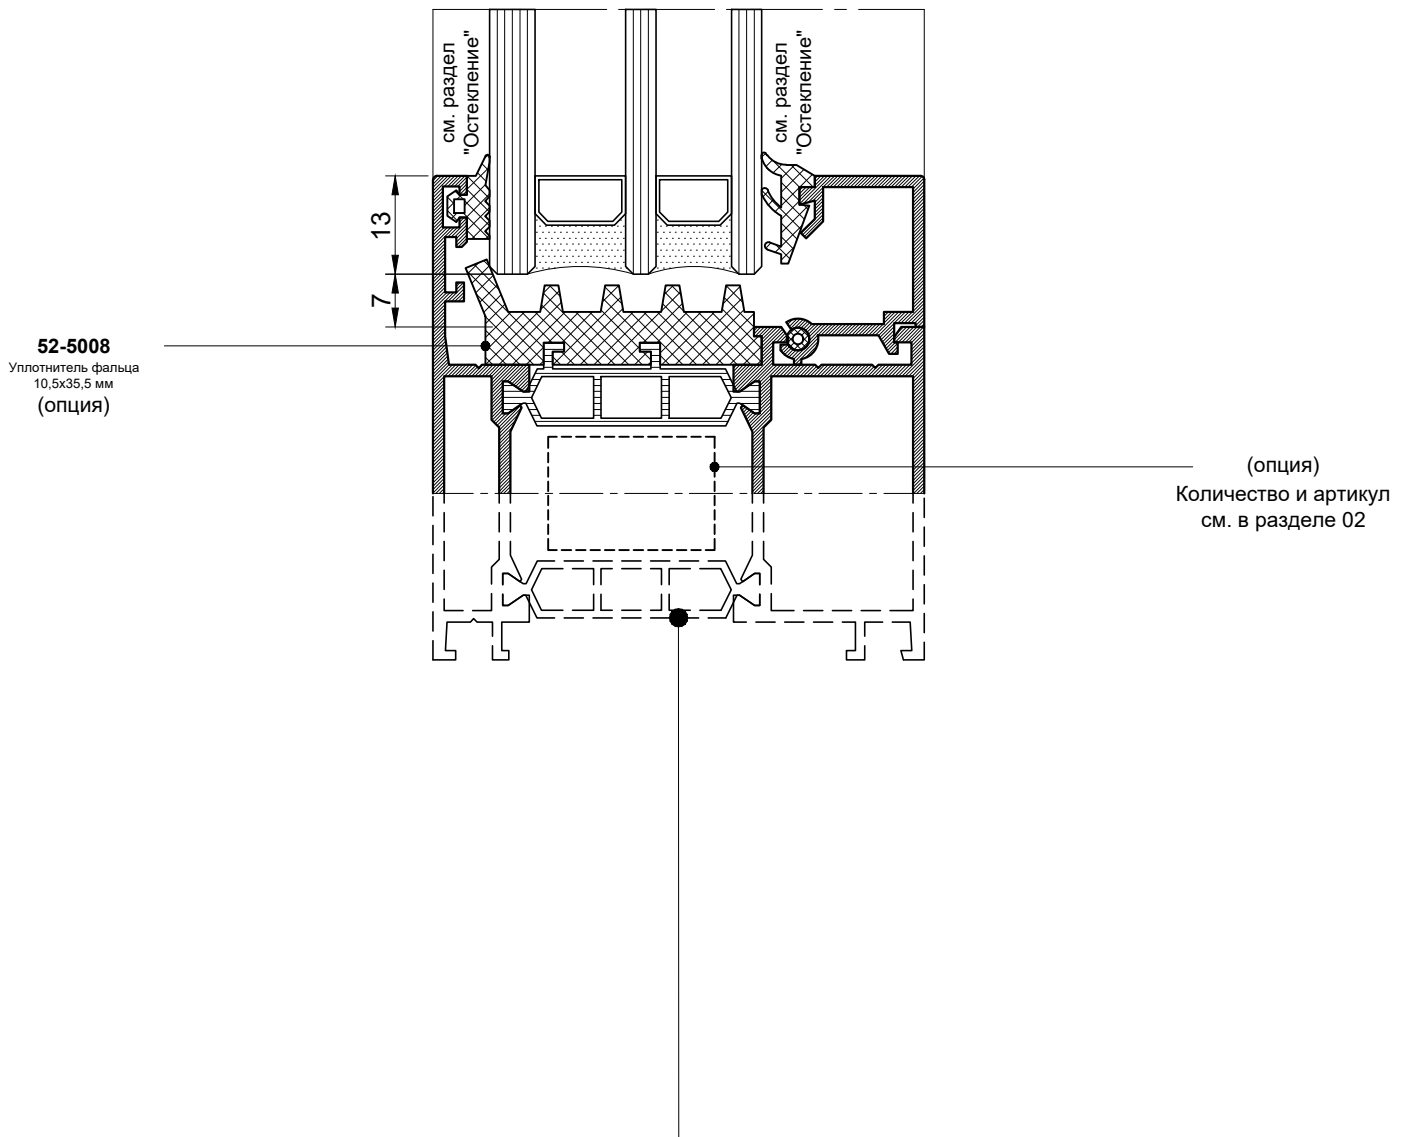 см. раздел
"Остекление"
см. раздел
"Остекление"
13
7
52-5008
Уплотнитель фальца
10,5x35,5 мм
(опция)
(опция)
Количество и артикул
см. в разделе 02